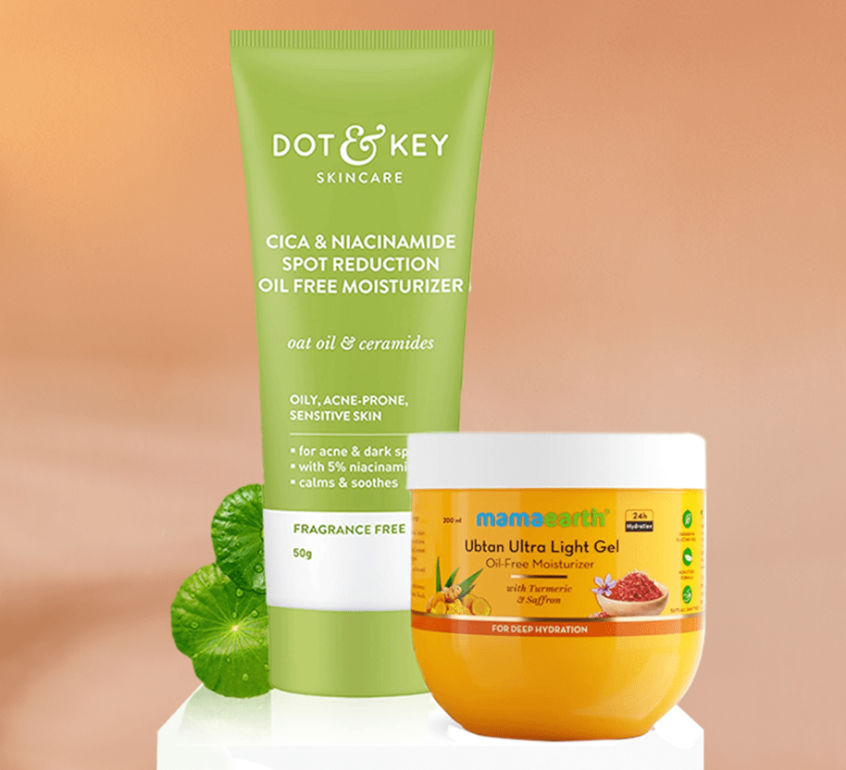 DOT & KEY
SKINCARE
CICA & NIACINAMIDE
SPOT REDUCTION
OIL FREE MOISTURIZER
oat oil & ceramides
OILY, ACNE-PRONE,
SENSITIVE SKIN
▪ for acne & dark sp
▪ with 5% niacinami
▪ calms & soothes
FRAGRANCE FREE
50g
200 ml
mamaearth®
24h
Hydration
Ubtan Ultra Light Gel
Oil-Free Moisturizer
with Turmeric
& Saffron
FOR DEEP HYDRATION